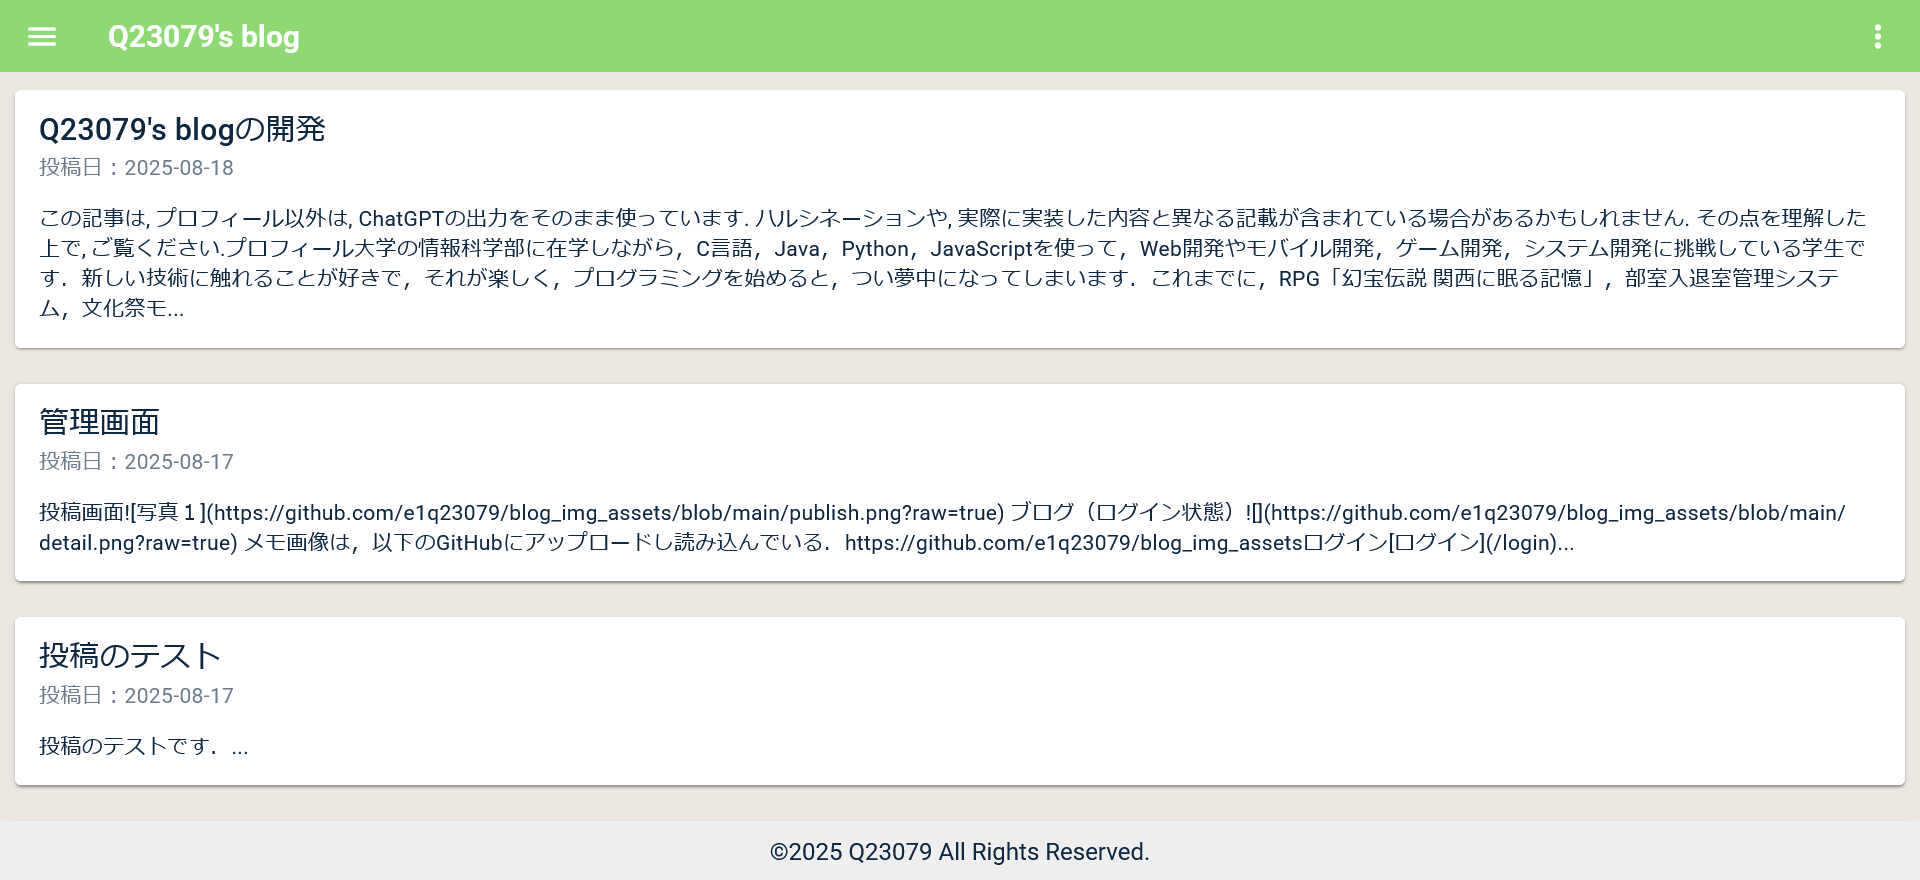 Q23079's blog
Q23079's blogの開発
投稿日：2025-08-18
この記事は, プロフィール以外は, ChatGPTの出力をそのまま使っています. ハルシネーションや, 実際に実装した内容と異なる記載が含まれている場合があるかもしれません. その点を理解した
上で, ご覧ください.プロフィール大学の情報科学部に在学しながら，C言語，Java，Python，JavaScriptを使って，Web開発やモバイル開発，ゲーム開発，システム開発に挑戦している学生で
す．新しい技術に触れることが好きで，それが楽しく，プログラミングを始めると，つい夢中になってしまいます．これまでに，RPG「幻宝伝説 関西に眠る記憶」，部室入退室管理システ
ム，文化祭モ...
管理画面
投稿日：2025-08-17
投稿画面![写真１](https://github.com/e1q23079/blog_img_assets/blob/main/publish.png?raw=true) ブログ（ログイン状態）![](https://github.com/e1q23079/blog_img_assets/blob/main/
detail.png?raw=true) メモ画像は，以下のGitHubにアップロードし読み込んでいる．https://github.com/e1q23079/blog_img_assetsログイン[ログイン](/login)...
投稿のテスト
投稿日：2025-08-17
投稿のテストです．...
©2025 Q23079 All Rights Reserved.